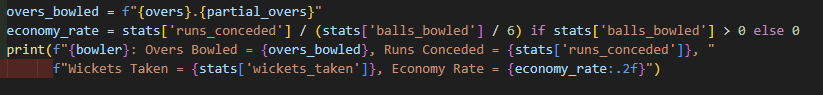 overs_bowled = f"{overs}.{partial_overs}"
economy_rate = stats['runs_conceded'] / (stats['balls_bowled'] / 6) if stats['balls_bowled'] > 0 else 0
print(f"{bowler}: Overs Bowled = {overs_bowled}, Runs Conceded = {stats['runs_conceded']}, "
f"Wickets Taken = {stats['wickets_taken']}, Economy Rate = {economy_rate:.2f}")